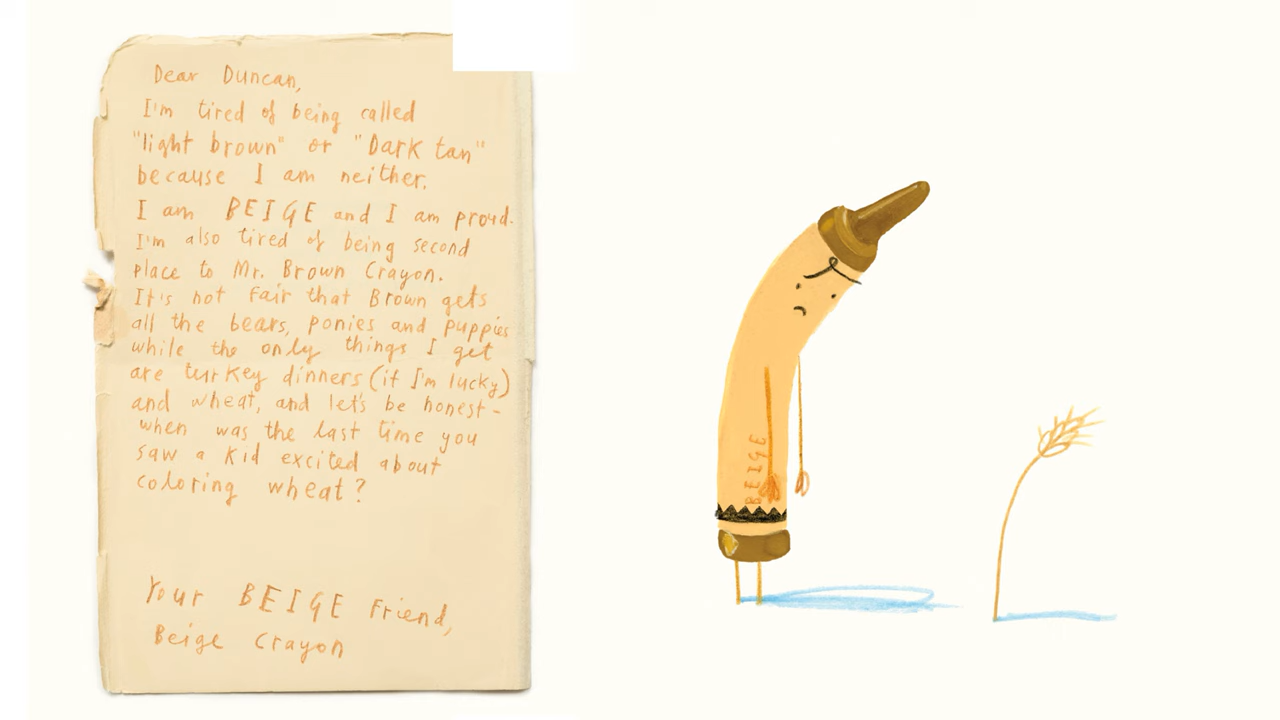 Dear Duncan,
I'm tired of being called
"light brown" or "Dark tan"
because I am neither.
I am BEIGE and I am proud.
I'm also tired of being second
place to Mr. Brown Crayon.
It's not fair that Brown gets
all the bears, ponies and puppies
while the only things I get
are turkey dinners (if I'm lucky)
and wheat, and let's be honest-
when was the last time you
saw a kid excited about
coloring wheat?
Your BEIGE friend,
Beige Crayon
BEIGE